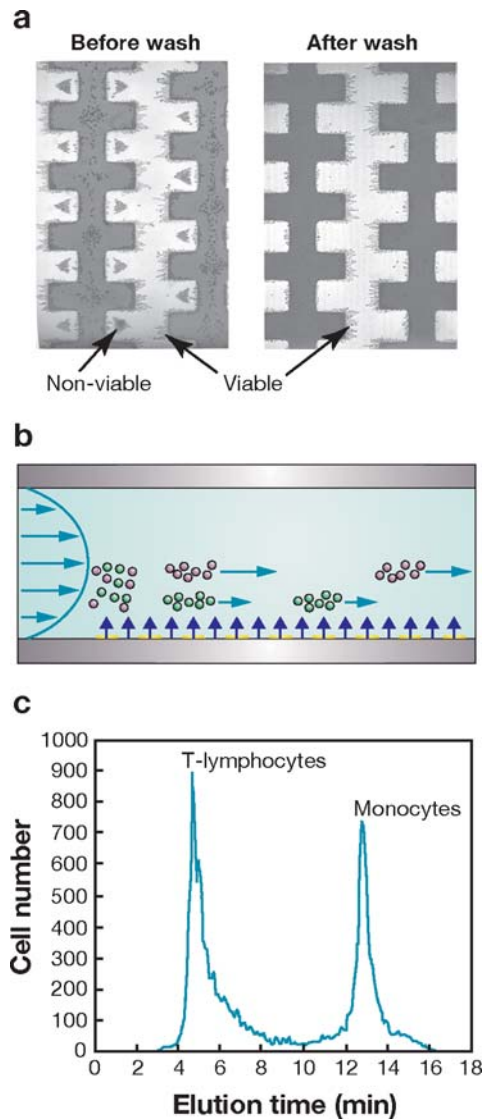 a
Before wash
After wash
Non-viable
Viable
b
c
1000
900
800
700
600
500
400
300
200
100
0
Cell number
T-lymphocytes
Monocytes
0 2 4 6 8 10 12 14 16 18
Elution time (min)